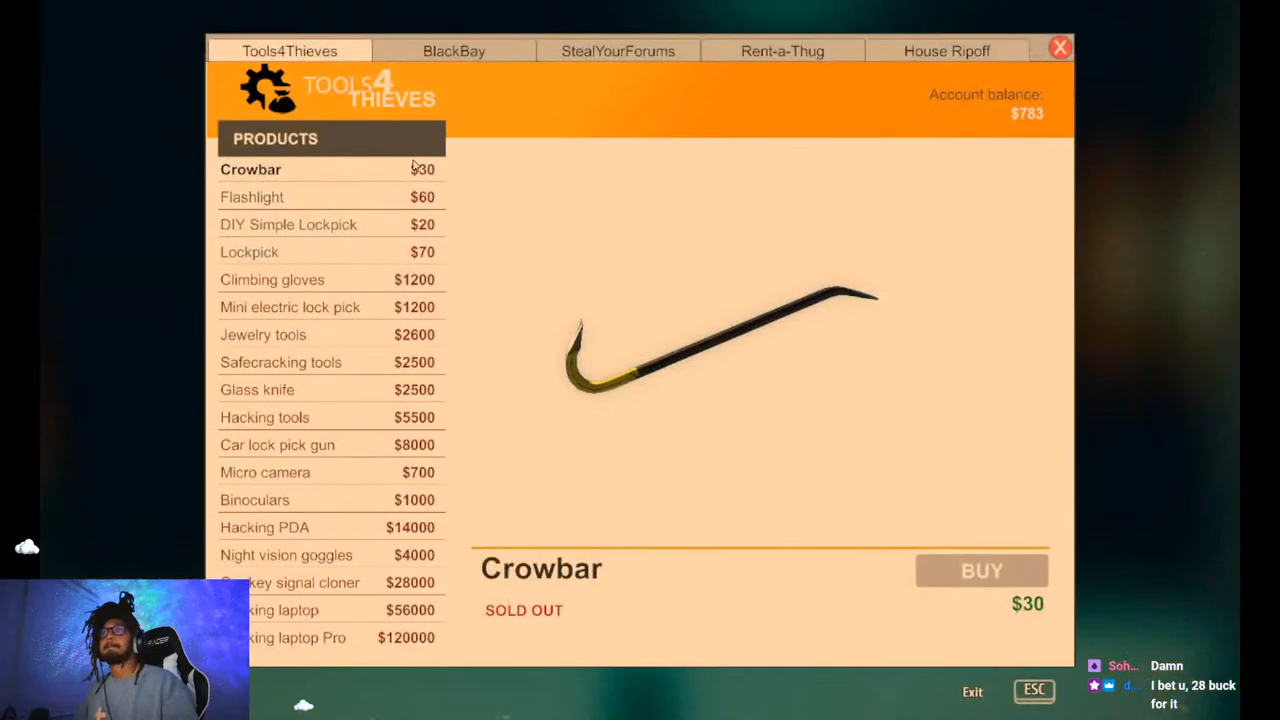 Tools4Thieves
BlackBay
StealYourForums
Rent-a-Thug
House Ripoff
X
TOOLS4
THIEVES
Account balance:
$783
PRODUCTS
Crowbar $30
Flashlight $60
DIY Simple Lockpick $20
Lockpick $70
Climbing gloves $1200
Mini electric lock pick $1200
Jewelry tools $2600
Safecracking tools $2500
Glass knife $2500
Hacking tools $5500
Car lock pick gun $8000
Micro camera $700
Binoculars $1000
Hacking PDA $14000
Night vision goggles $4000
key signal cloner $28000
king laptop $56000
king laptop Pro $120000
Crowbar
SOLD OUT
BUY
$30
Exit ESC
Soh... Damn
d... I bet u, 28 buck
for it